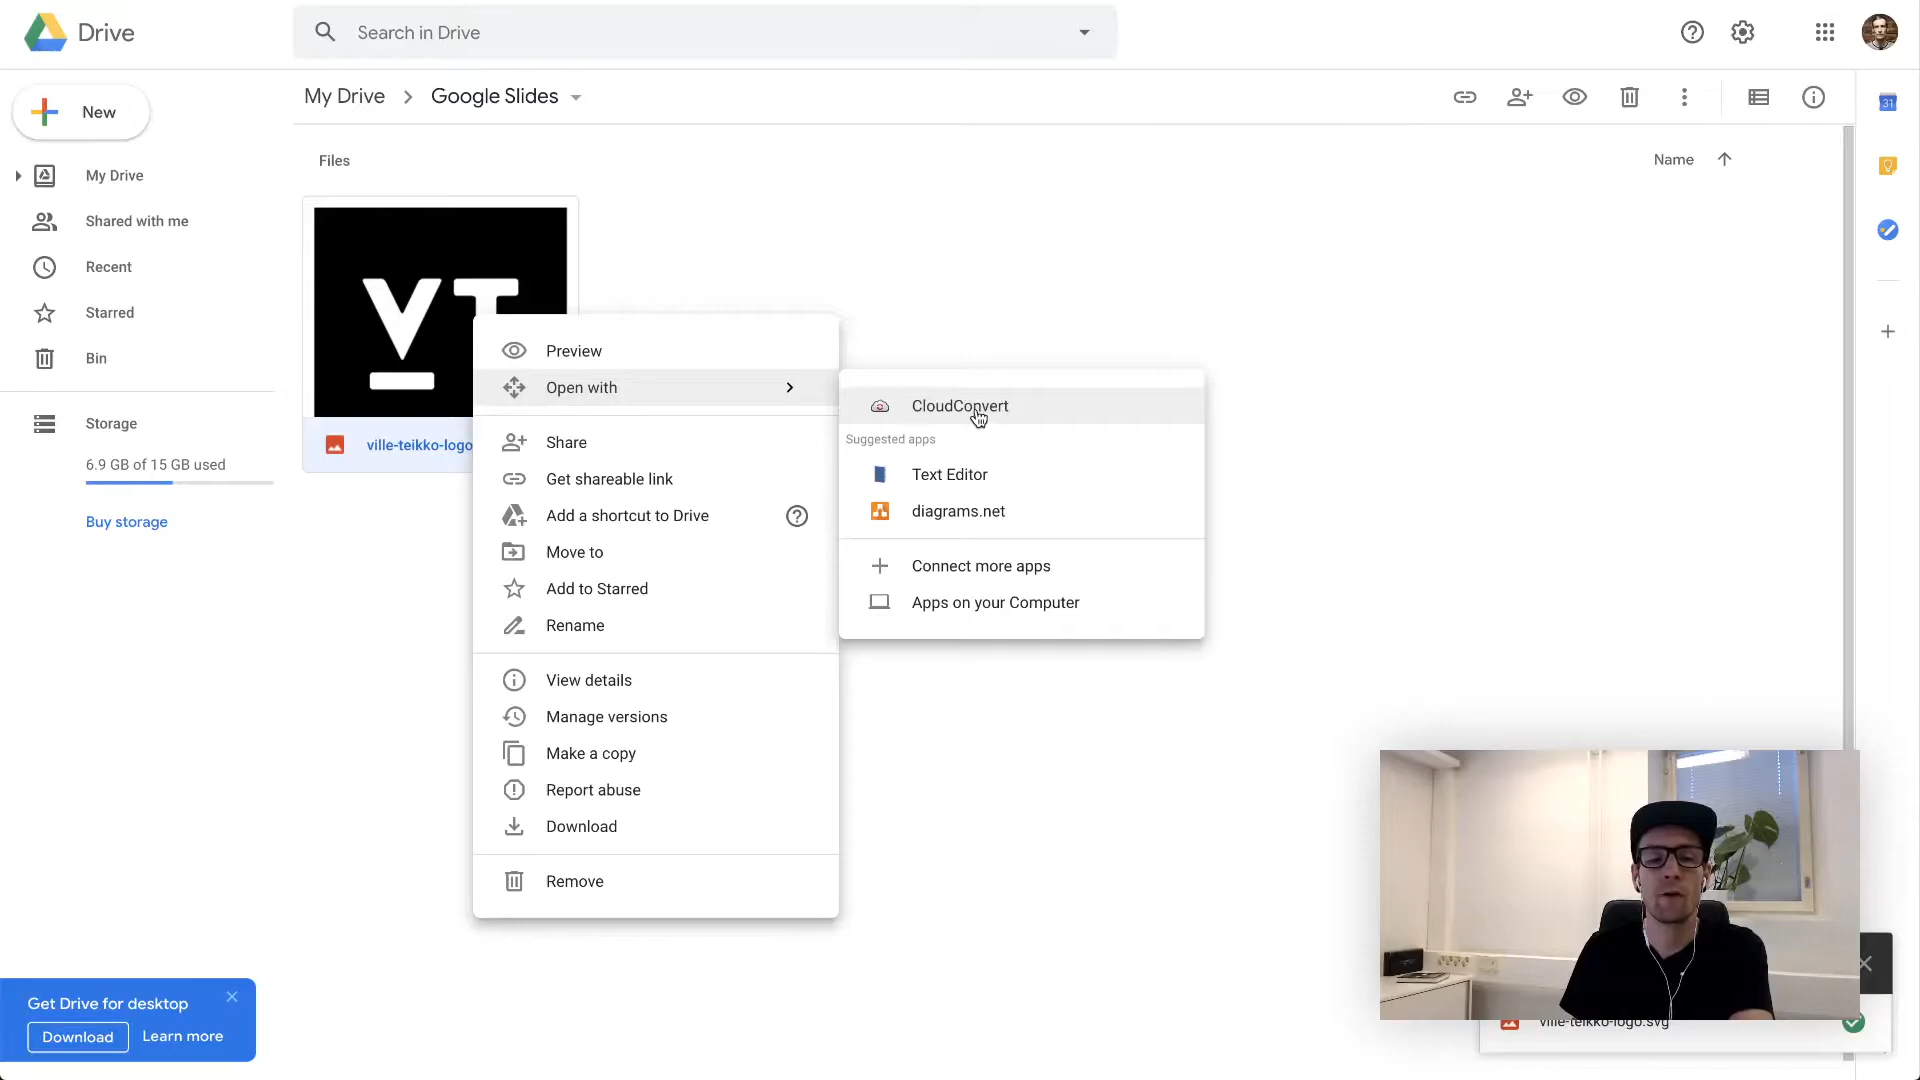 Drive
Search in Drive
New
My Drive
Shared with me
Recent
Starred
Bin
Storage
6.9 GB of 15 GB used
Buy storage
My Drive
Google Slides
Files
Name
31
VT
ville-teikko-logo
Preview
Open with
Share
Get shareable link
Add a shortcut to Drive
Move to
Add to Starred
Rename
View details
Manage versions
Make a copy
Report abuse
Download
Remove
CloudConvert
Suggested apps
Text Editor
diagrams.net
Connect more apps
Apps on your Computer
Get Drive for desktop
Download
Learn more
ville-teikko-logo.svg